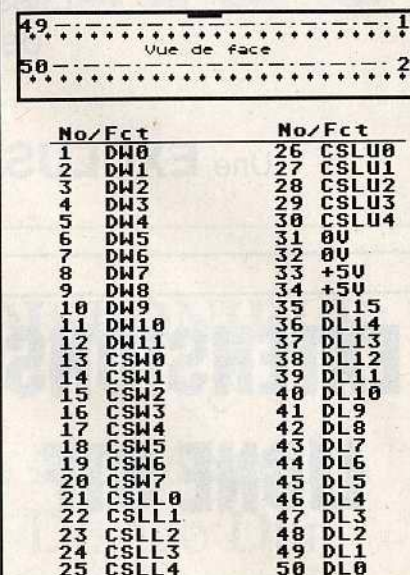 49 1
Vue de face
50 2
No/Fct No/Fct
1 DW0 26 CSLU0
2 DW1 27 CSLU1
3 DW2 28 CSLU2
4 DW3 29 CSLU3
5 DW4 30 CSLU4
6 DW5 31 0V
7 DW6 32 0V
8 DW7 33 +5V
9 DW8 34 +5V
10 DW9 35 DL15
11 DW10 36 DL14
12 DW11 37 DL13
13 CSW0 38 DL12
14 CSW1 39 DL11
15 CSW2 40 DL10
16 CSW3 41 DL9
17 CSW4 42 DL8
18 CSW5 43 DL7
19 CSW6 44 DL6
20 CSW7 45 DL5
21 CSLL0 46 DL4
22 CSLL1 47 DL3
23 CSLL2 48 DL2
24 CSLL3 49 DL1
25 CSLL4 50 DL0